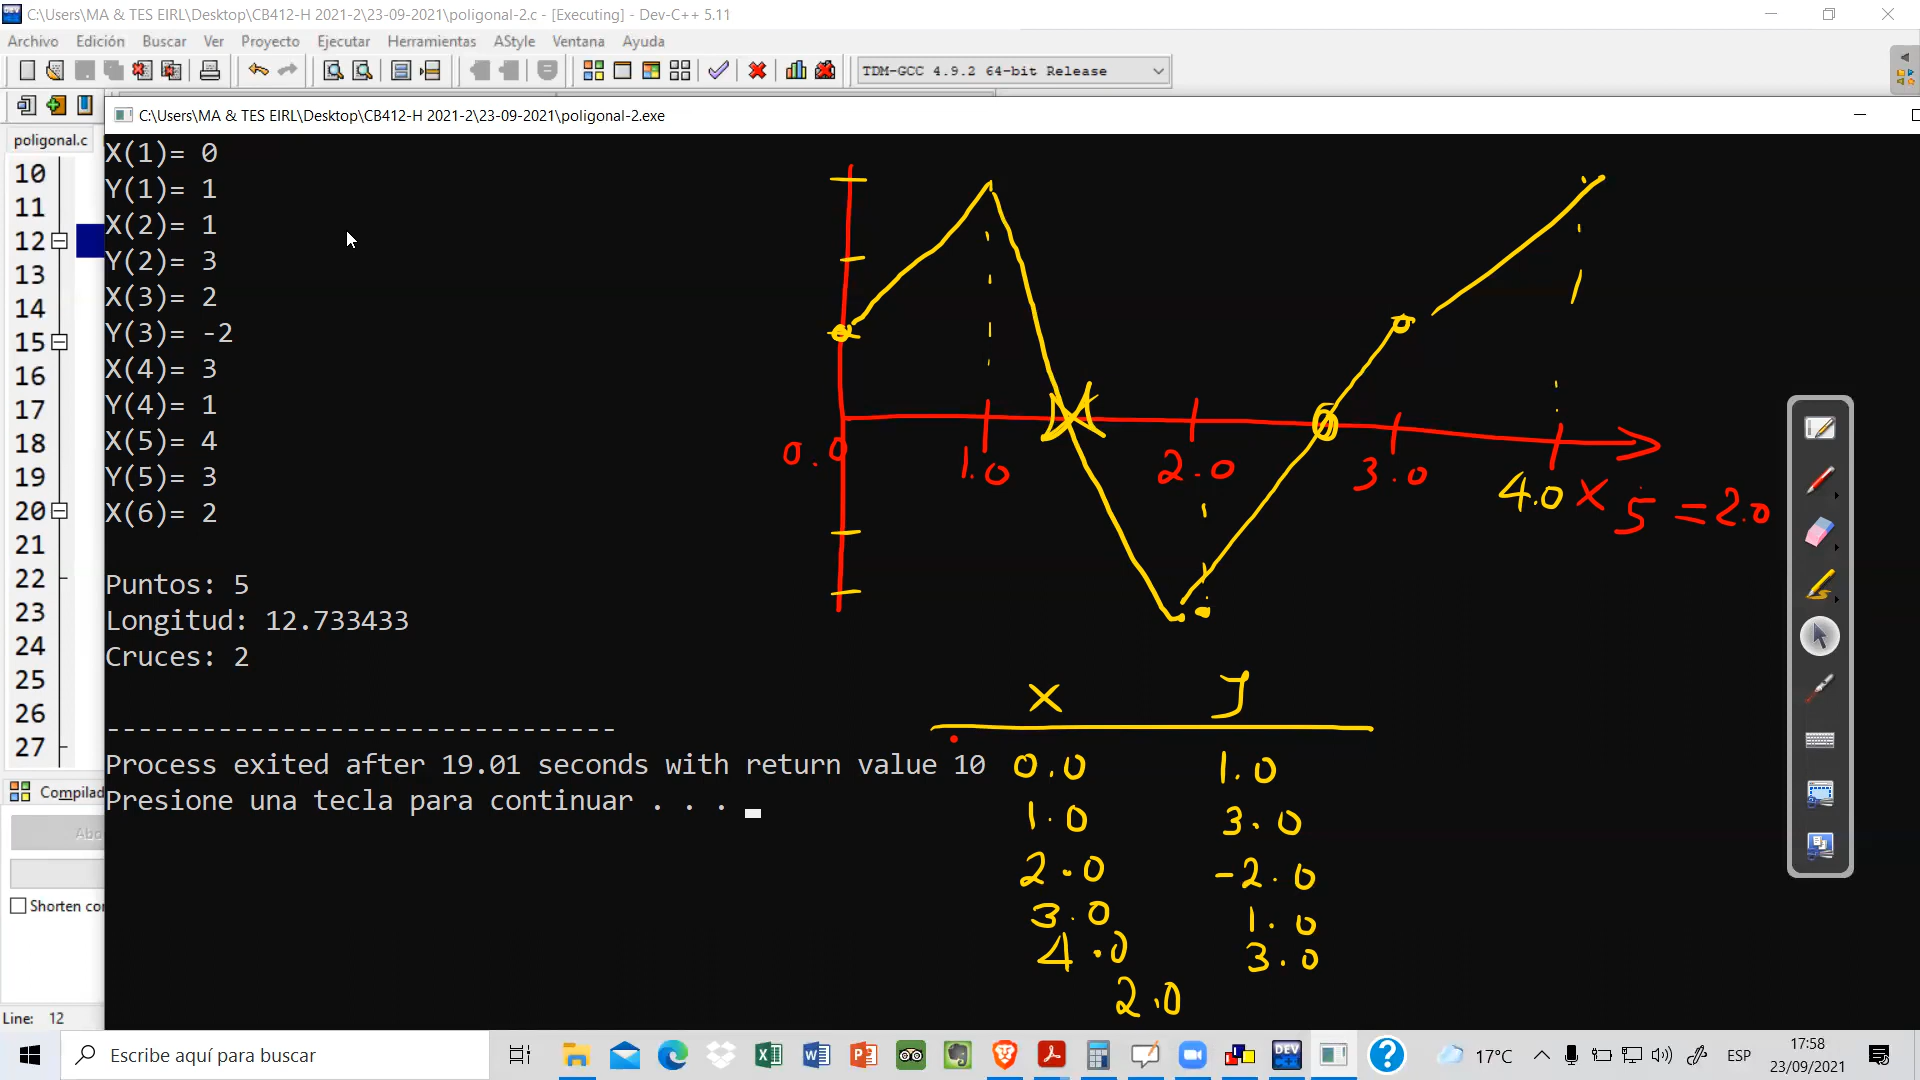 C:\Users\MA & TES EIRL\Desktop\CB412-H 2021-2\23-09-2021\poligonal-2.c - [Executing] - Dev-C++ 5.11
Archivo Edición Buscar Ver Proyecto Ejecutar Herramientas AStyle Ventana Ayuda
TDM-GCC 4.9.2 64-bit Release
C:\Users\MA & TES EIRL\Desktop\CB412-H 2021-2\23-09-2021\poligonal-2.exe
poligonal.c
10
11
12
13
14
15
16
17
18
19
20
21
22
23
24
25
26
27
X(1)= 0
Y(1)= 1
X(2)= 1
Y(2)= 3
X(3)= 2
Y(3)= -2
X(4)= 3
Y(4)= 1
X(5)= 4
Y(5)= 3
X(6)= 2
Puntos: 5
Longitud: 12.733433
Cruces: 2
--------------------------------
Process exited after 19.01 seconds with return value 10
Presione una tecla para continuar . . .
0.0 1.0 2.0 3.0 4.0 X 5 = 2.0
X Y
0.0 1.0
1.0 3.0
2.0 -2.0
3.0 1.0
4.0 3.0
2.0
Compilad
Abo
Shorten cor
Line: 12
Escribe aquí para buscar
DEV
17°C
ESP
17:58
23/09/2021